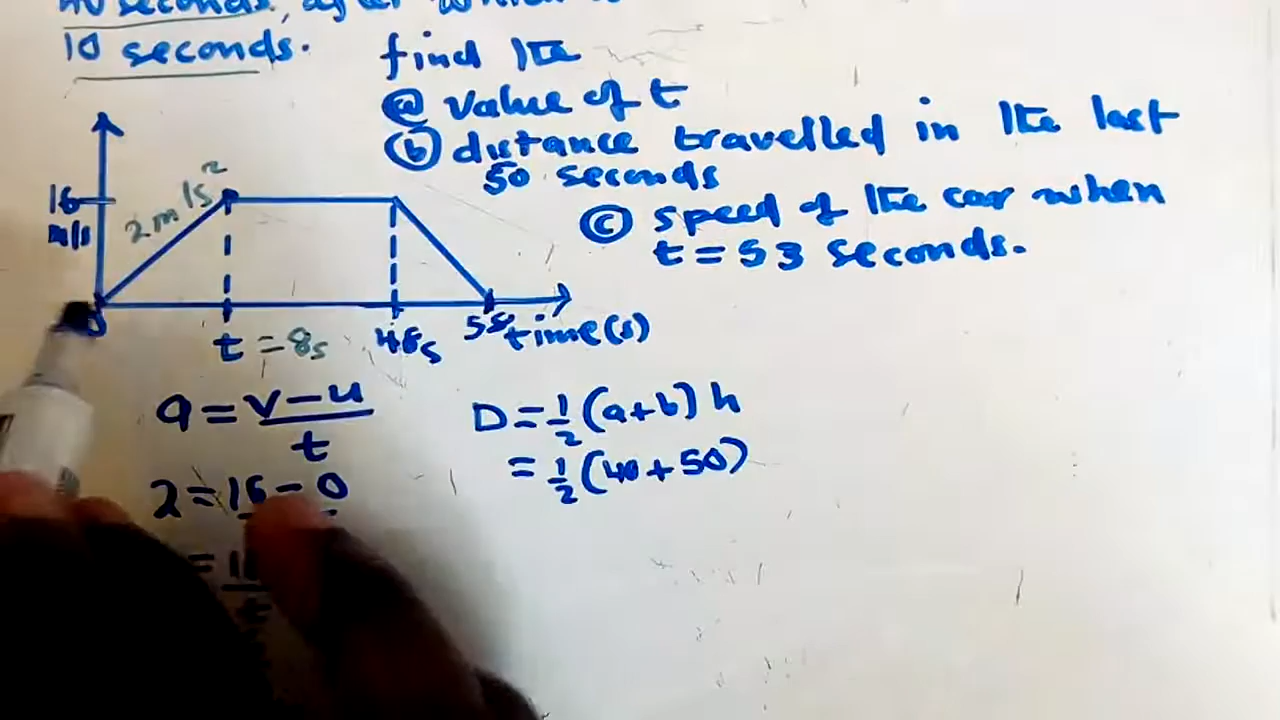 10 seconds. find the
ⓐ value of t
ⓑ distance travelled in the last
50 seconds
ⓒ speed of the car when
t = 53 seconds.
16
m/s
2m/s²
t = 8s
48s
58
time(s)
a = v - u
t
D = ½(a+b)h
2 = 16 - 0
= ½(40+50)